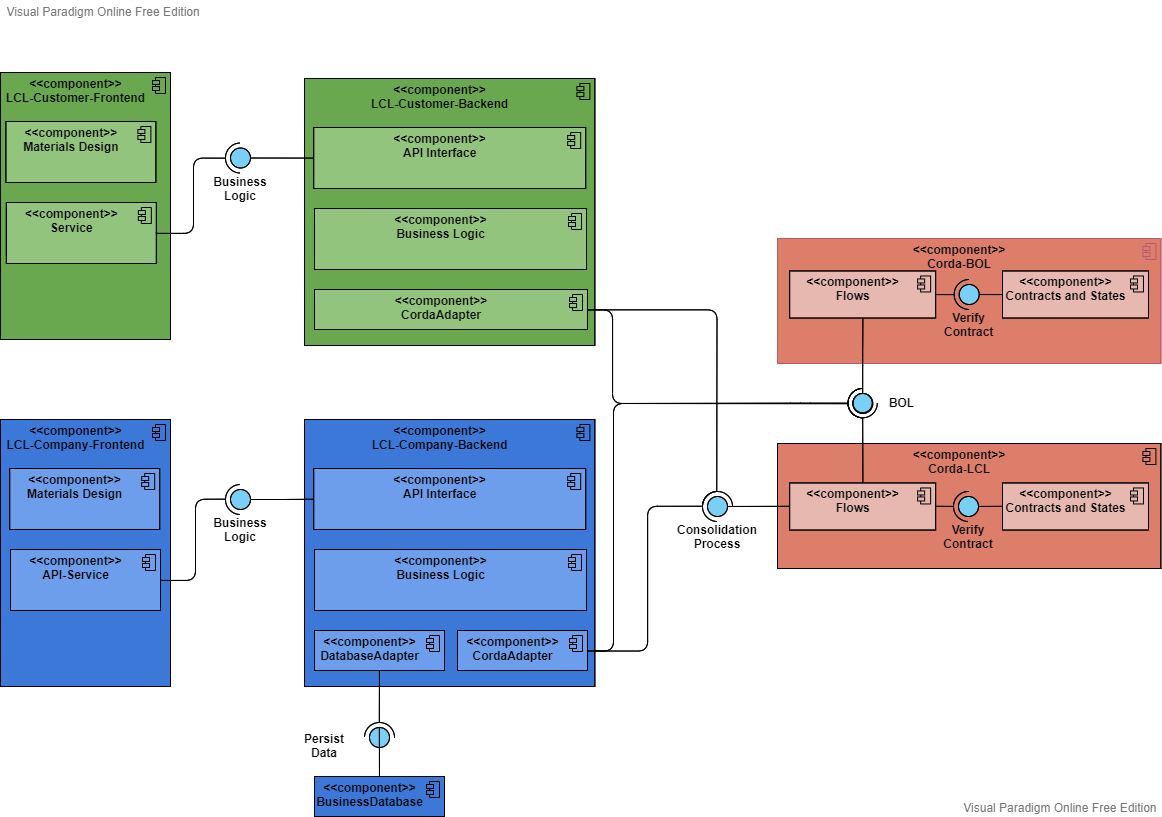 Visual Paradigm Online Free Edition
<<component>>
LCL-Customer-Frontend
<<component>>
Materials Design
<<component>>
Service
Business
Logic
<<component>>
LCL-Customer-Backend
<<component>>
API Interface
<<component>>
Business Logic
<<component>>
CordaAdapter
<<component>>
Corda-BOL
<<component>>
Flows
Verify
Contract
<<component>>
Contracts and States
BOL
<<component>>
LCL-Company-Frontend
<<component>>
Materials Design
<<component>>
API-Service
Business
Logic
<<component>>
LCL-Company-Backend
<<component>>
API Interface
<<component>>
Business Logic
<<component>>
DatabaseAdapter
<<component>>
CordaAdapter
Consolidation
Process
<<component>>
Corda-LCL
<<component>>
Flows
Verify
Contract
<<component>>
Contracts and States
Persist
Data
<<component>>
BusinessDatabase
Visual Paradigm Online Free Edition